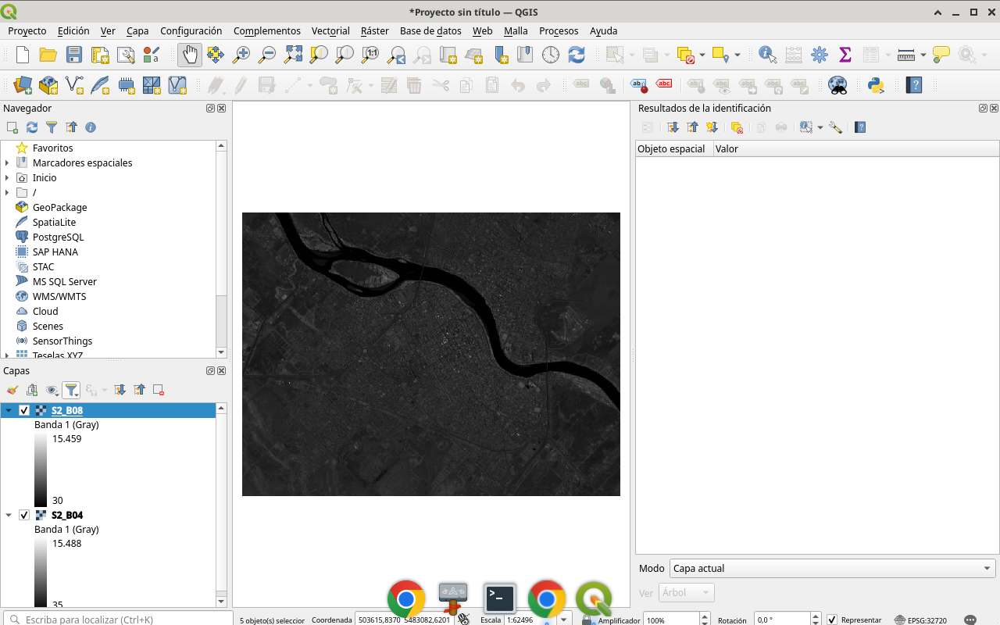 *Proyecto sin título — QGIS
Proyecto Edición Ver Capa Configuración Complementos Vectorial Ráster Base de datos Web Malla Procesos Ayuda
Navegador
Favoritos
Marcadores espaciales
Inicio
/
GeoPackage
SpatiaLite
PostgreSQL
SAP HANA
STAC
MS SQL Server
WMS/WMTS
Cloud
Scenes
SensorThings
Teselas XYZ
Capas
S2_B08
Banda 1 (Gray)
15.459
30
S2_B04
Banda 1 (Gray)
15.488
35
Resultados de la identificación
Objeto espacial Valor
Modo Capa actual
Ver Árbol
Escriba para localizar (Ctrl+K)
5 objeto(s) seleccior Coordenada 503615,8370 5483082,6201 Escala 1:62496 Amplificador 100% Rotación 0,0 ° Representar EPSG:32720